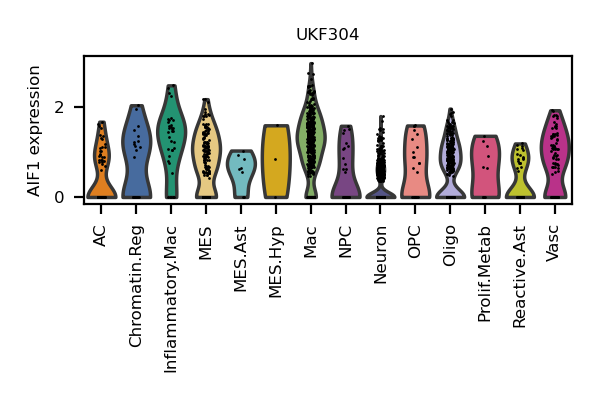 UKF304
AIF1 expression
2
0
AC
Chromatin.Reg
Inflammatory.Mac
MES
MES.Ast
MES.Hyp
Mac
NPC
Neuron
OPC
Oligo
Prolif.Metab
Reactive.Ast
Vasc